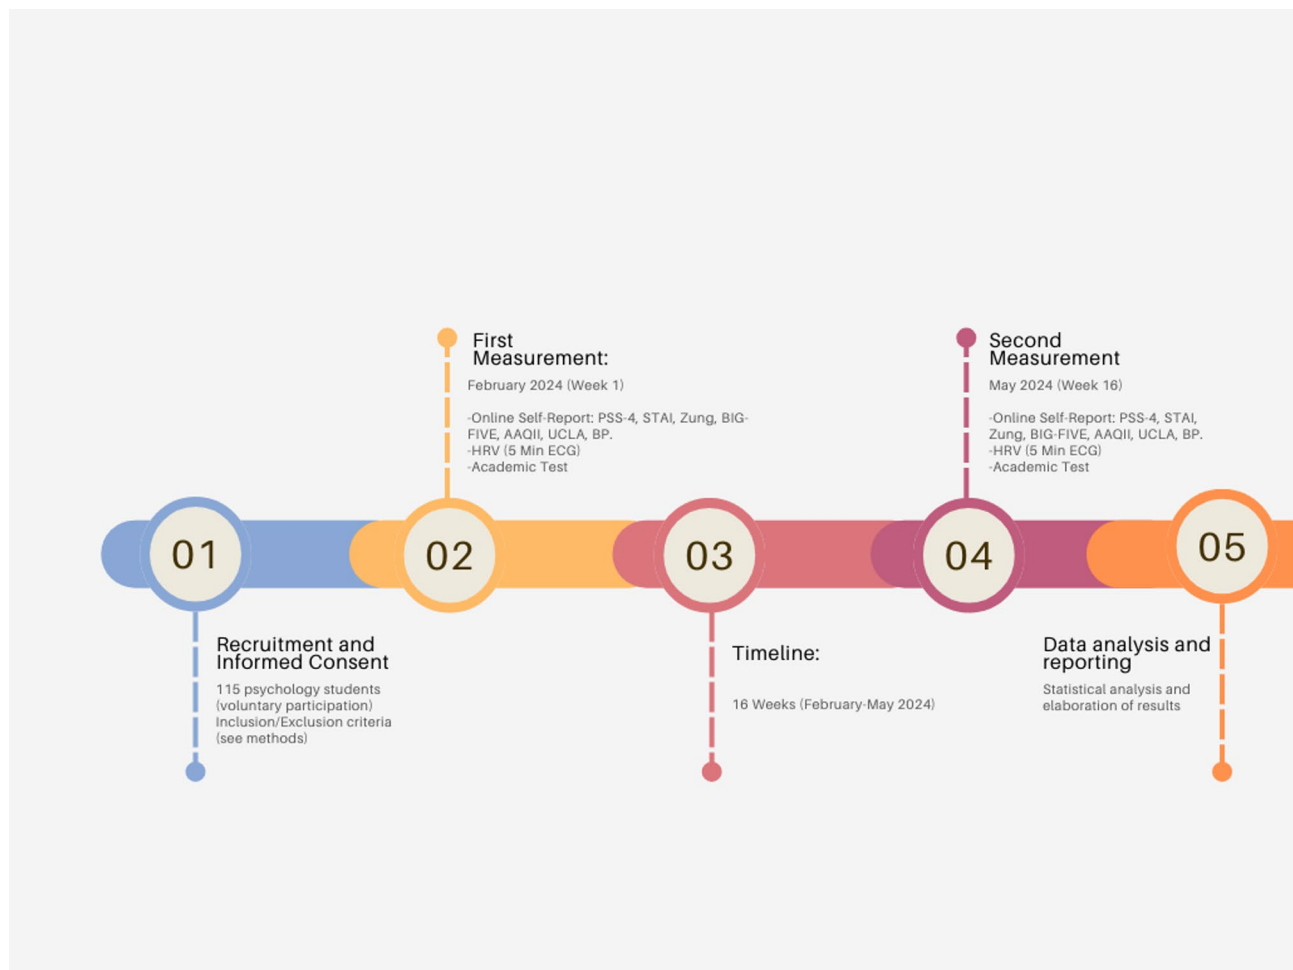 First
Measurement:
February 2024 (Week 1)
-Online Self-Report: PSS-4, STAI, Zung, BIG-
FIVE, AAQII, UCLA, BP.
-HRV (5 Min ECG)
-Academic Test
Second
Measurement
May 2024 (Week 16)
-Online Self-Report: PSS-4, STAI,
Zung, BIG-FIVE, AAQII, UCLA, BP.
-HRV (5 Min ECG)
-Academic Test
01
02
03
04
05
Recruitment and
Informed Consent
115 psychology students
(voluntary participation)
Inclusion/Exclusion criteria
(see methods)
Timeline:
16 Weeks (February-May 2024)
Data analysis and
reporting
Statistical analysis and
elaboration of results